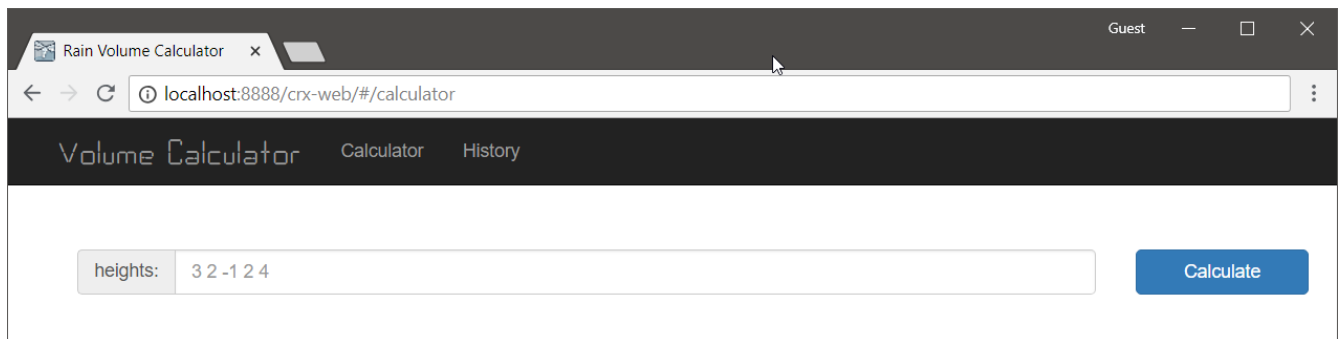 Guest
Rain Volume Calculator
localhost:8888/crx-web/#/calculator
Volume Calculator Calculator History
heights: 3 2 -1 2 4 Calculate